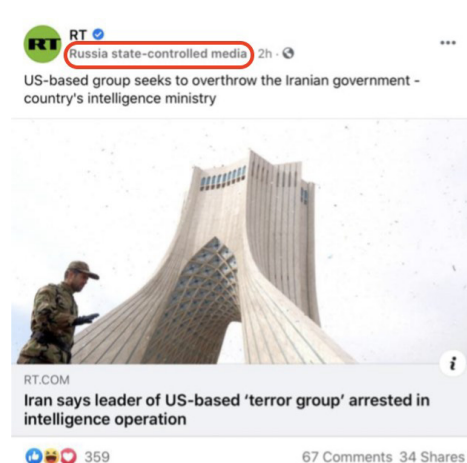 RT
RT
Russia state-controlled media · 2h ·
US-based group seeks to overthrow the Iranian government -
country's intelligence ministry
i
RT.COM
Iran says leader of US-based 'terror group' arrested in
intelligence operation
359
67 Comments 34 Shares